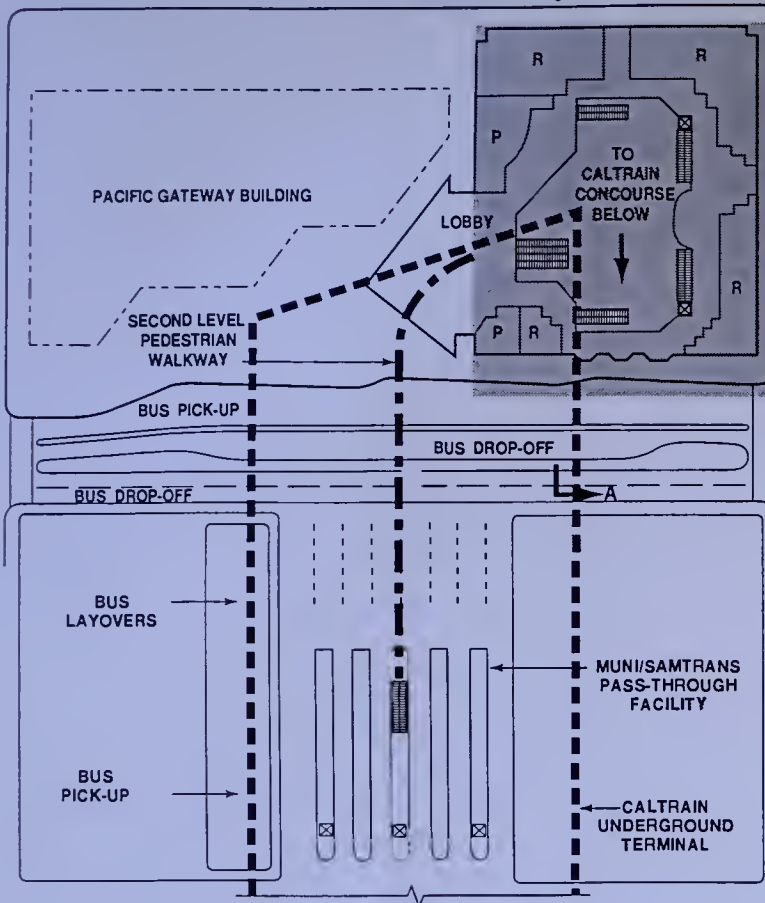 R
R
P
TO
CALTRAIN
CONCOURSE
BELOW
PACIFIC GATEWAY BUILDING
LOBBY
R
SECOND LEVEL
PEDESTRIAN
WALKWAY
P
R
BUS PICK-UP
BUS DROP-OFF
BUS DROP-OFF
A
BUS
LAYOVERS
MUNI/SAMTRANS
PASS-THROUGH
FACILITY
BUS
PICK-UP
CALTRAIN
UNDERGROUND
TERMINAL